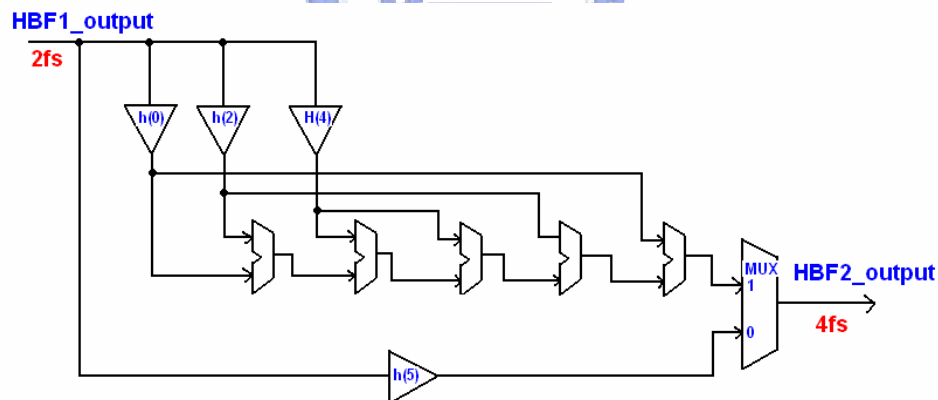 HBF1_output
2fs
h(0)
h(2)
H(4)
MUX
1
HBF2_output
0
4fs
h(5)